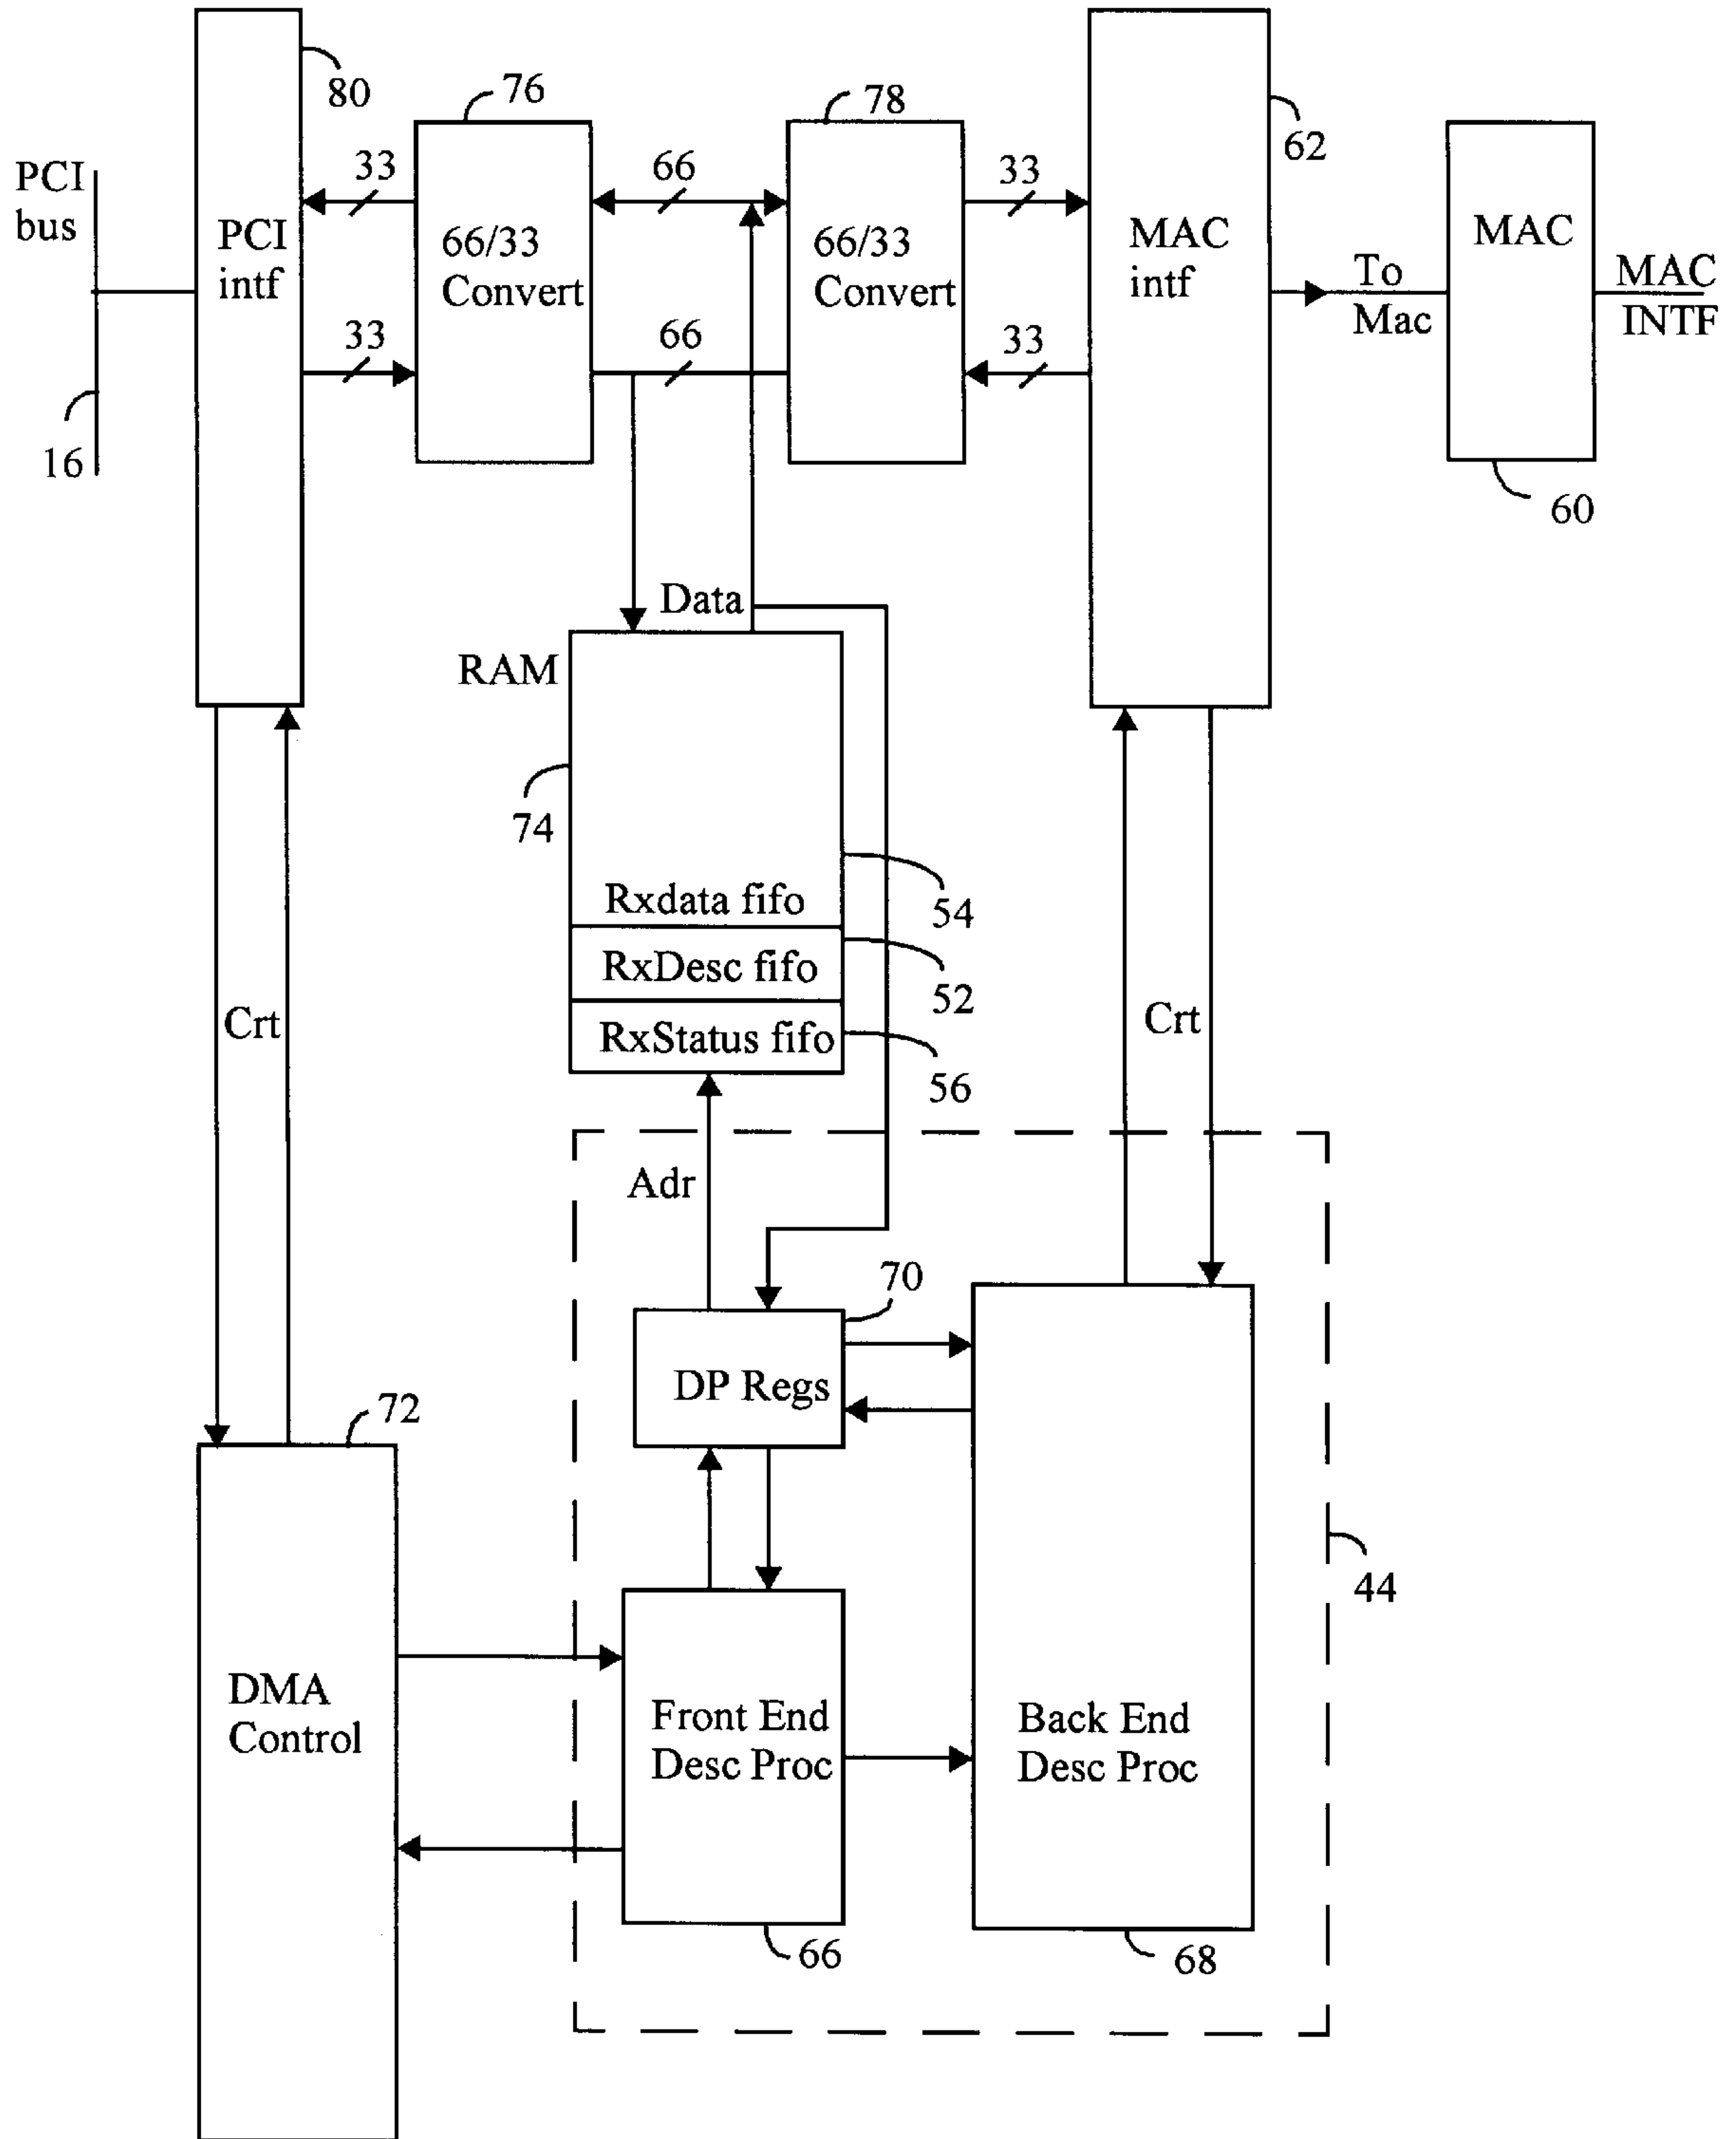 80
76
78
62
PCI
bus
33
66
33
PCI
intf
66/33
Convert
66/33
Convert
MAC
intf
MAC
To
Mac
MAC
INTF
33
66
33
16
60
Data
RAM
74
Rxdata fifo
54
RxDesc fifo
52
RxStatus fifo
56
Crt
Crt
Adr
70
DP Regs
72
44
DMA
Control
Front End
Desc Proc
Back End
Desc Proc
66
68